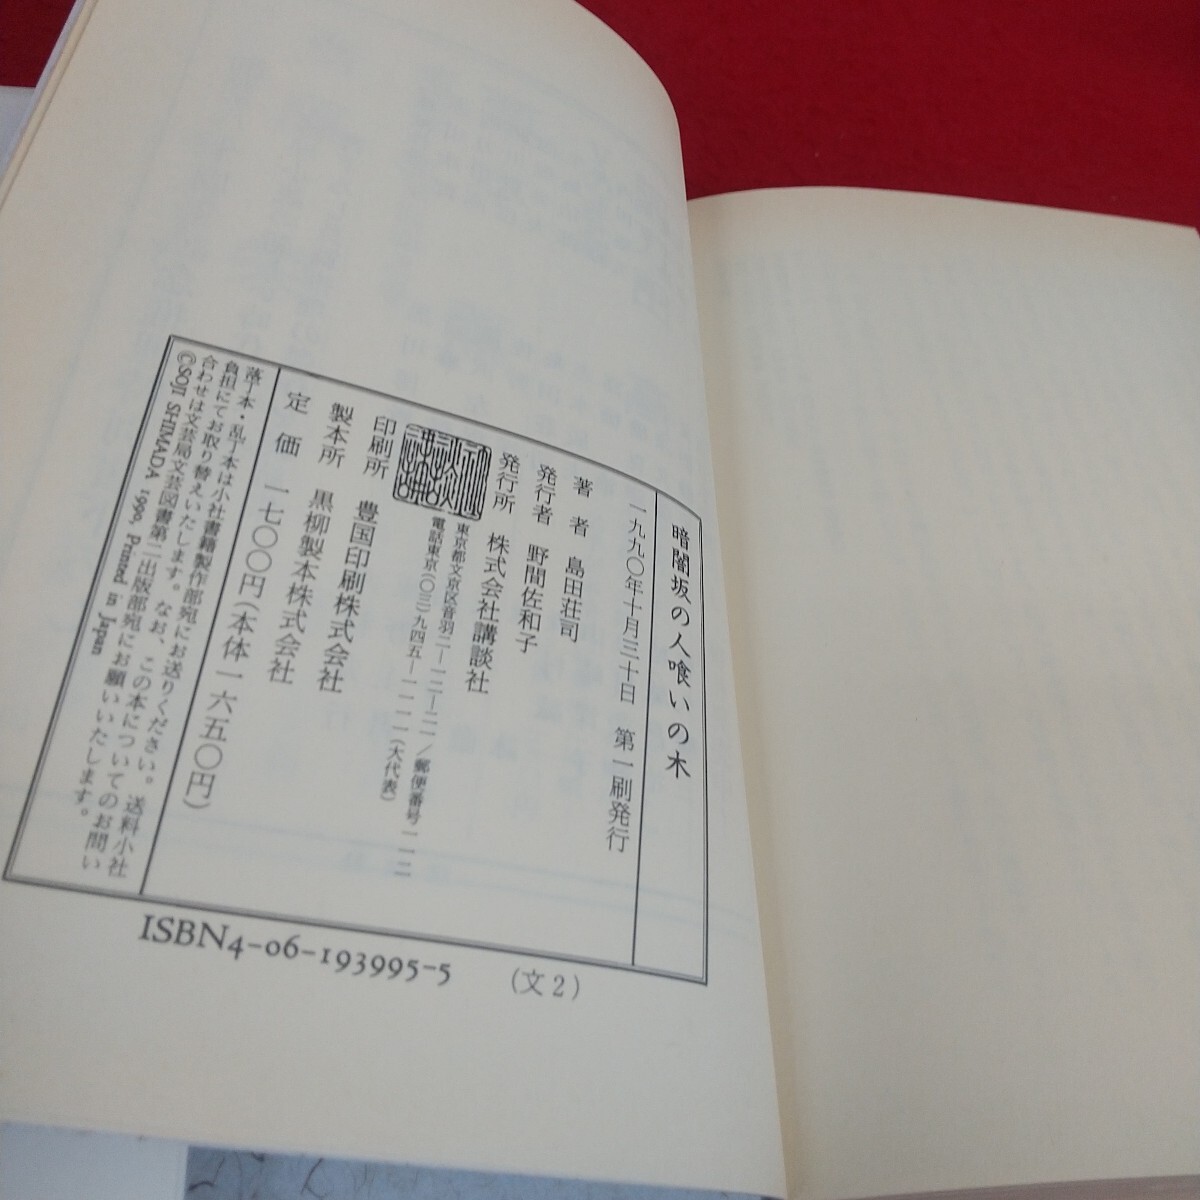 暗闇坂の人喰いの木
一九九〇年十月三十日　第一刷発行
著　者　島田荘司
発行者　野間佐和子
発行所　株式会社講談社
東京都文京区音羽二―一二―二一／郵便番号一一二
電話東京(〇三)九四五―一一一一(大代表)
印刷所　豊国印刷株式会社
製本所　黒柳製本株式会社
定　価　一七〇〇円(本体一六五〇円)
落丁本・乱丁本は小社書籍製作部宛にお送りください。送料小社
負担にてお取り替えいたします。なお、この本についてのお問い
合わせは文芸局文芸図書第二出版部宛にお願いいたします。
©SOJI SHIMADA 1990, Printed in Japan
ISBN4-06-193995-5　(文2)